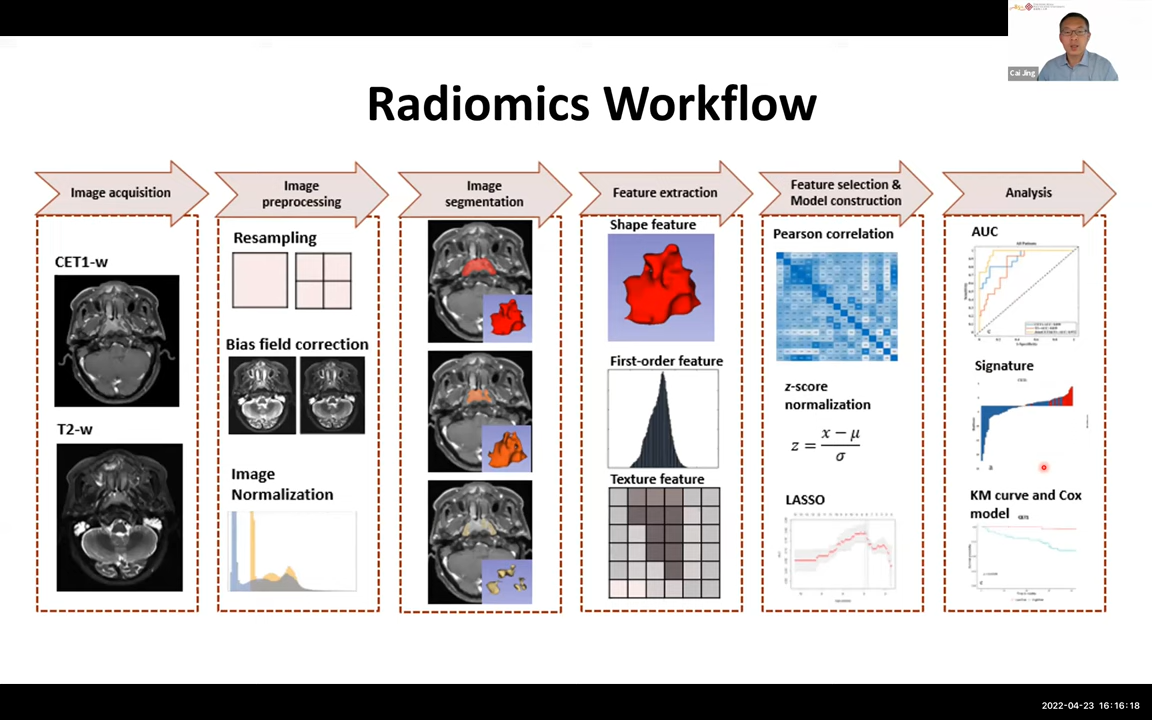 Cai Jing
Radiomics Workflow
Image acquisition
CET1-w
T2-w
Image
preprocessing
Resampling
Bias field correction
Image
Normalization
Image
segmentation
Feature extraction
Shape feature
First-order feature
Texture feature
Feature selection &
Model construction
Pearson correlation
z-score
normalization
z = x − μ / σ
LASSO
Analysis
AUC
Signature
a
KM curve and Cox
model
2022-04-23 16:16:18